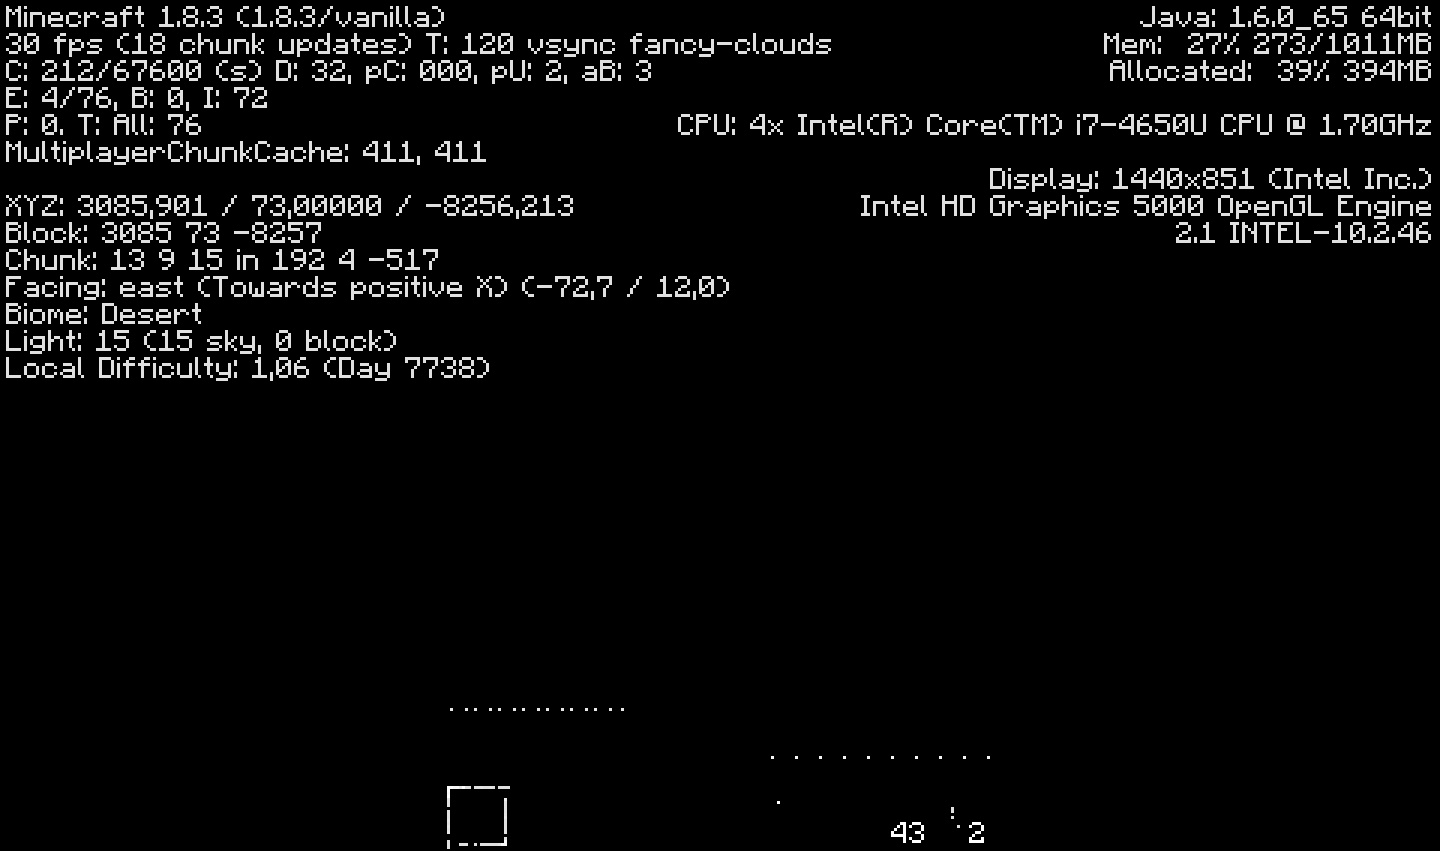 Minecraft 1.8.3 (1.8.3/vanilla)
30 fps (18 chunk updates) T: 120 vsync fancy-clouds
C: 212/67600 (s) D: 32, pC: 000, pU: 2, aB: 3
E: 4/76, B: 0, I: 72
P: 0. T: All: 76
MultiplayerChunkCache: 411, 411
XYZ: 3085,901 / 73,00000 / -8256,213
Block: 3085 73 -8257
Chunk: 13 9 15 in 192 4 -517
Facing: east (Towards positive X) (-72,7 / 12,0)
Biome: Desert
Light: 15 (15 sky, 0 block)
Local Difficulty: 1,06 (Day 7738)
Java: 1.6.0_65 64bit
Mem: 27% 273/1011MB
Allocated: 39% 394MB
CPU: 4x Intel(R) Core(TM) i7-4650U CPU @ 1.70GHz
Display: 1440x851 (Intel Inc.)
Intel HD Graphics 5000 OpenGL Engine
2.1 INTEL-10.2.46
43 2